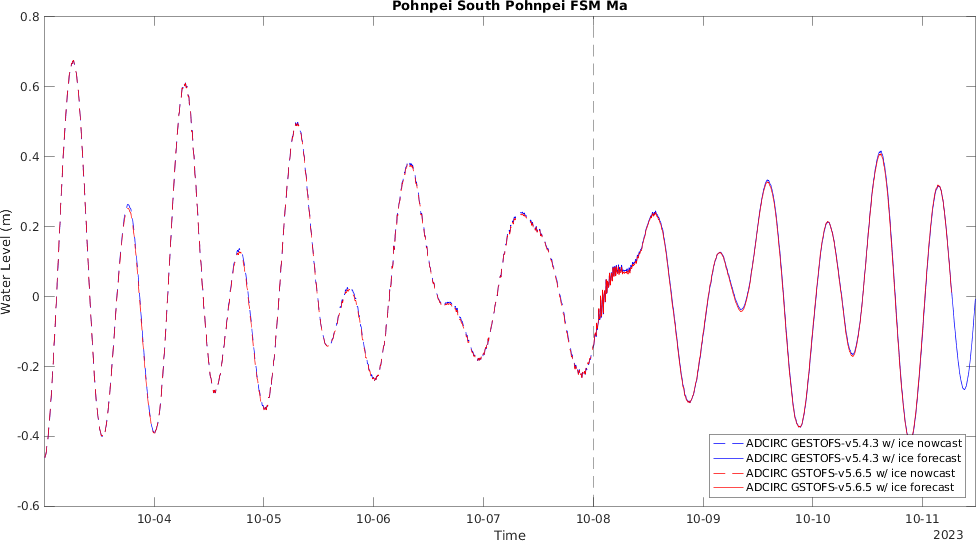 Pohnpei South Pohnpei FSM Ma
0.8
0.6
0.4
0.2
0
-0.2
-0.4
-0.6
Water Level (m)
10-04 10-05 10-06 10-07 10-08 10-09 10-10 10-11
Time
2023
ADCIRC GESTOFS-v5.4.3 w/ ice nowcast
ADCIRC GESTOFS-v5.4.3 w/ ice forecast
ADCIRC GSTOFS-v5.6.5 w/ ice nowcast
ADCIRC GSTOFS-v5.6.5 w/ ice forecast